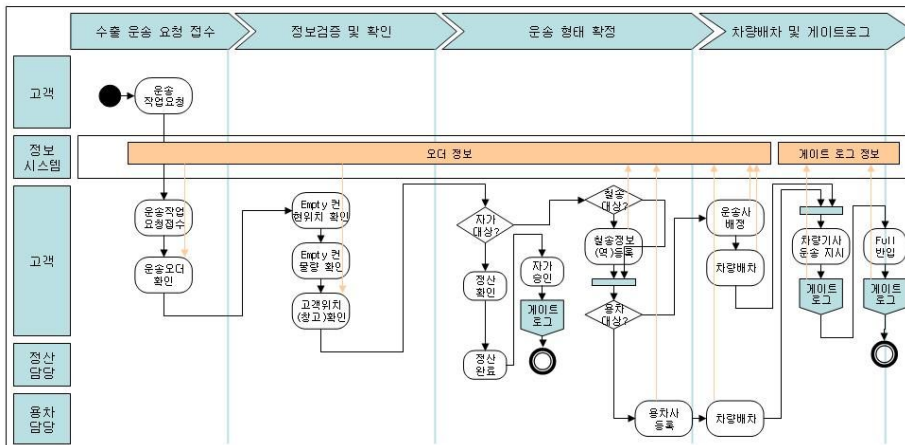 수출 운송 요청 접수
정보검증 및 확인
운송 형태 확정
차량배차 및 게이트로그
고객
운송
작업요청
정보
시스템
오더 정보
게이트 로그 정보
고객
운송작업
요청접수
운송오더
확인
Empty 컨
현위치 확인
Empty 컨
물량 확인
고객위치
(창고)확인
자가
대상?
정산
확인
정산
완료
자가
승인
게이트
로그
철송
대상?
철송정보
(역)등록
용차
대상?
운송사
배정
차량배차
차량기사
운송 지시
게이트
로그
Full
반입
게이트
로그
정산
담당
용차
담당
용차사
등록
차량배차